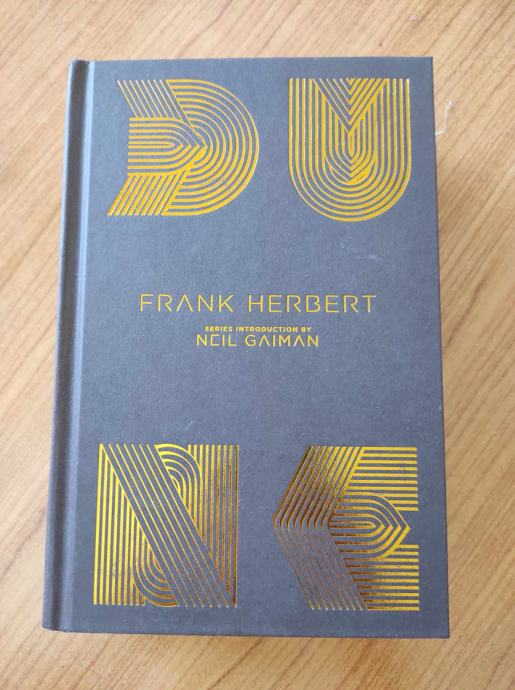 DU
FRANK HERBERT
SERIES INTRODUCTION BY
NEIL GAIMAN
NE